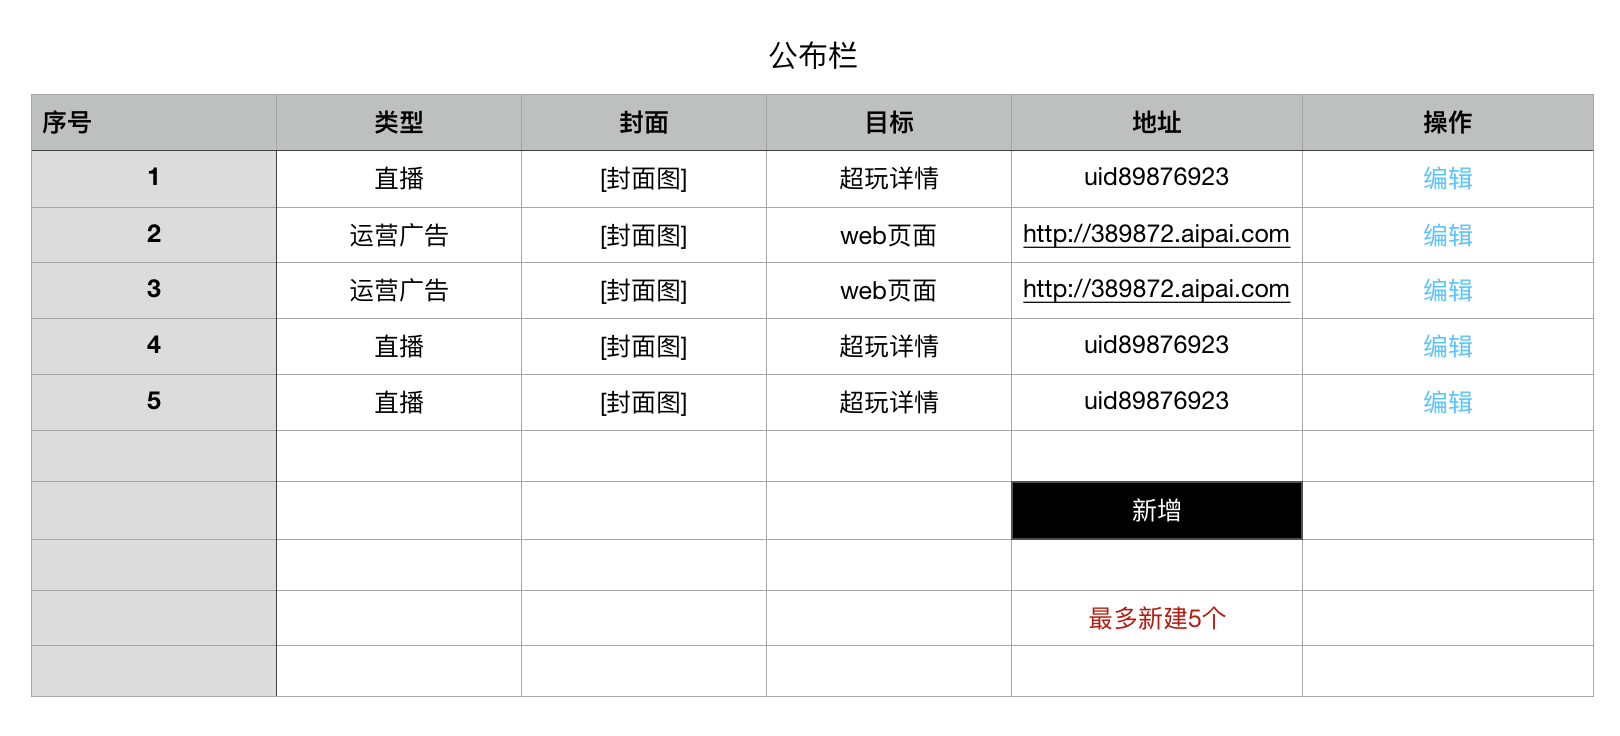 公布栏
序号 类型 封面 目标 地址 操作
1 直播 [封面图] 超玩详情 uid89876923 编辑
2 运营广告 [封面图] web页面 http://389872.aipai.com 编辑
3 运营广告 [封面图] web页面 http://389872.aipai.com 编辑
4 直播 [封面图] 超玩详情 uid89876923 编辑
5 直播 [封面图] 超玩详情 uid89876923 编辑
新增
最多新建5个